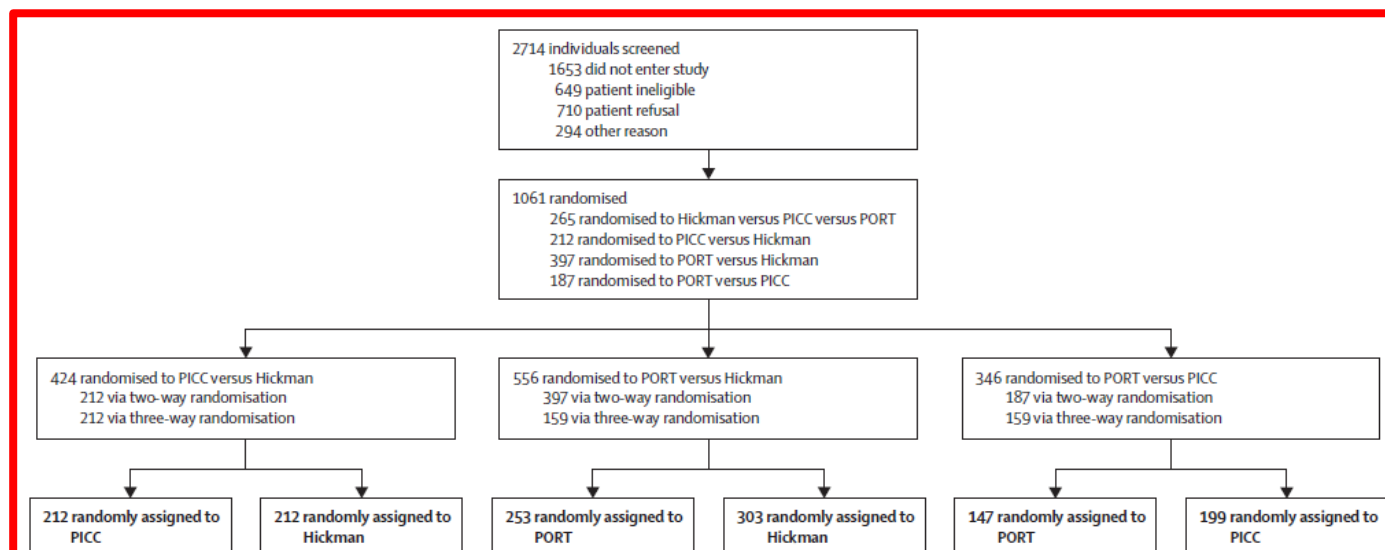 2714 individuals screened
1653 did not enter study
649 patient ineligible
710 patient refusal
294 other reason
1061 randomised
265 randomised to Hickman versus PICC versus PORT
212 randomised to PICC versus Hickman
397 randomised to PORT versus Hickman
187 randomised to PORT versus PICC
424 randomised to PICC versus Hickman
212 via two-way randomisation
212 via three-way randomisation
556 randomised to PORT versus Hickman
397 via two-way randomisation
159 via three-way randomisation
346 randomised to PORT versus PICC
187 via two-way randomisation
159 via three-way randomisation
212 randomly assigned to
PICC
212 randomly assigned to
Hickman
253 randomly assigned to
PORT
303 randomly assigned to
Hickman
147 randomly assigned to
PORT
199 randomly assigned to
PICC